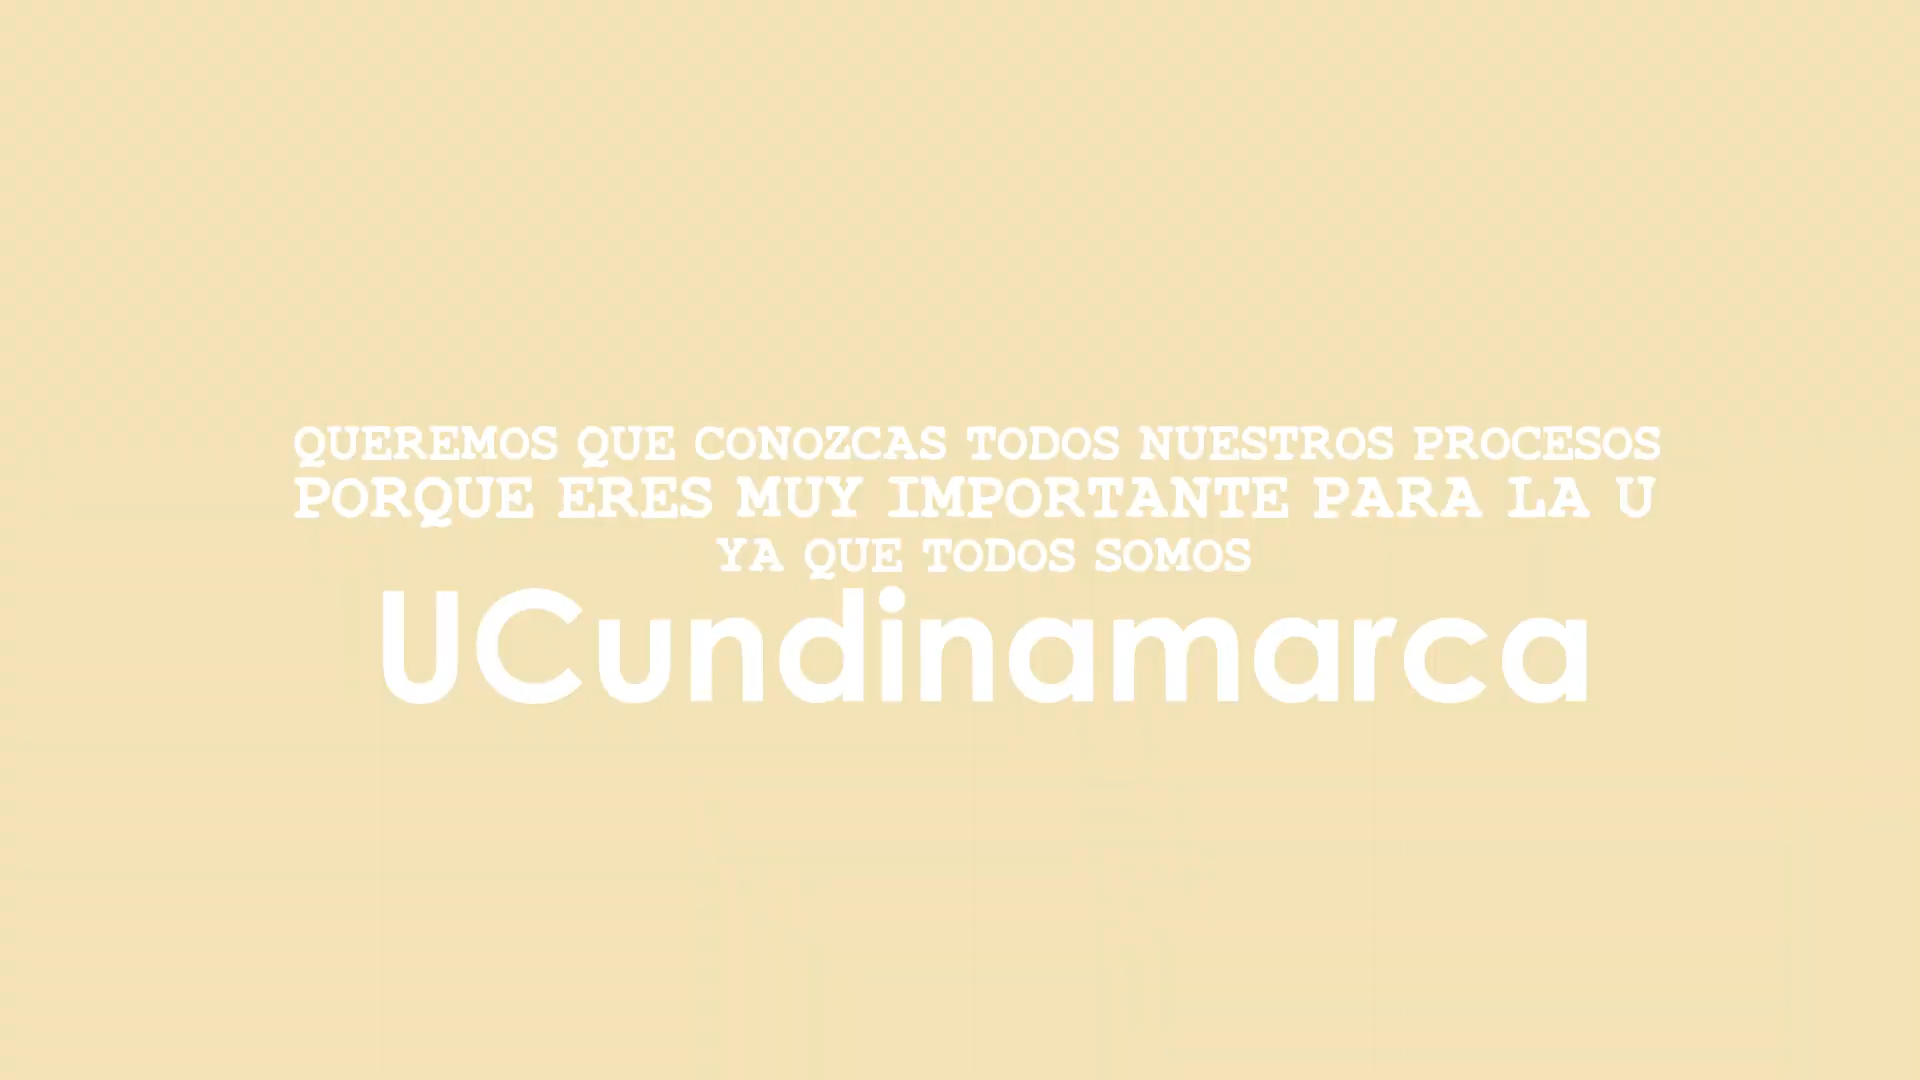 QUEREMOS QUE CONOZCAS TODOS NUESTROS PROCESOS
PORQUE ERES MUY IMPORTANTE PARA LA U
YA QUE TODOS SOMOS
UCundinamarca